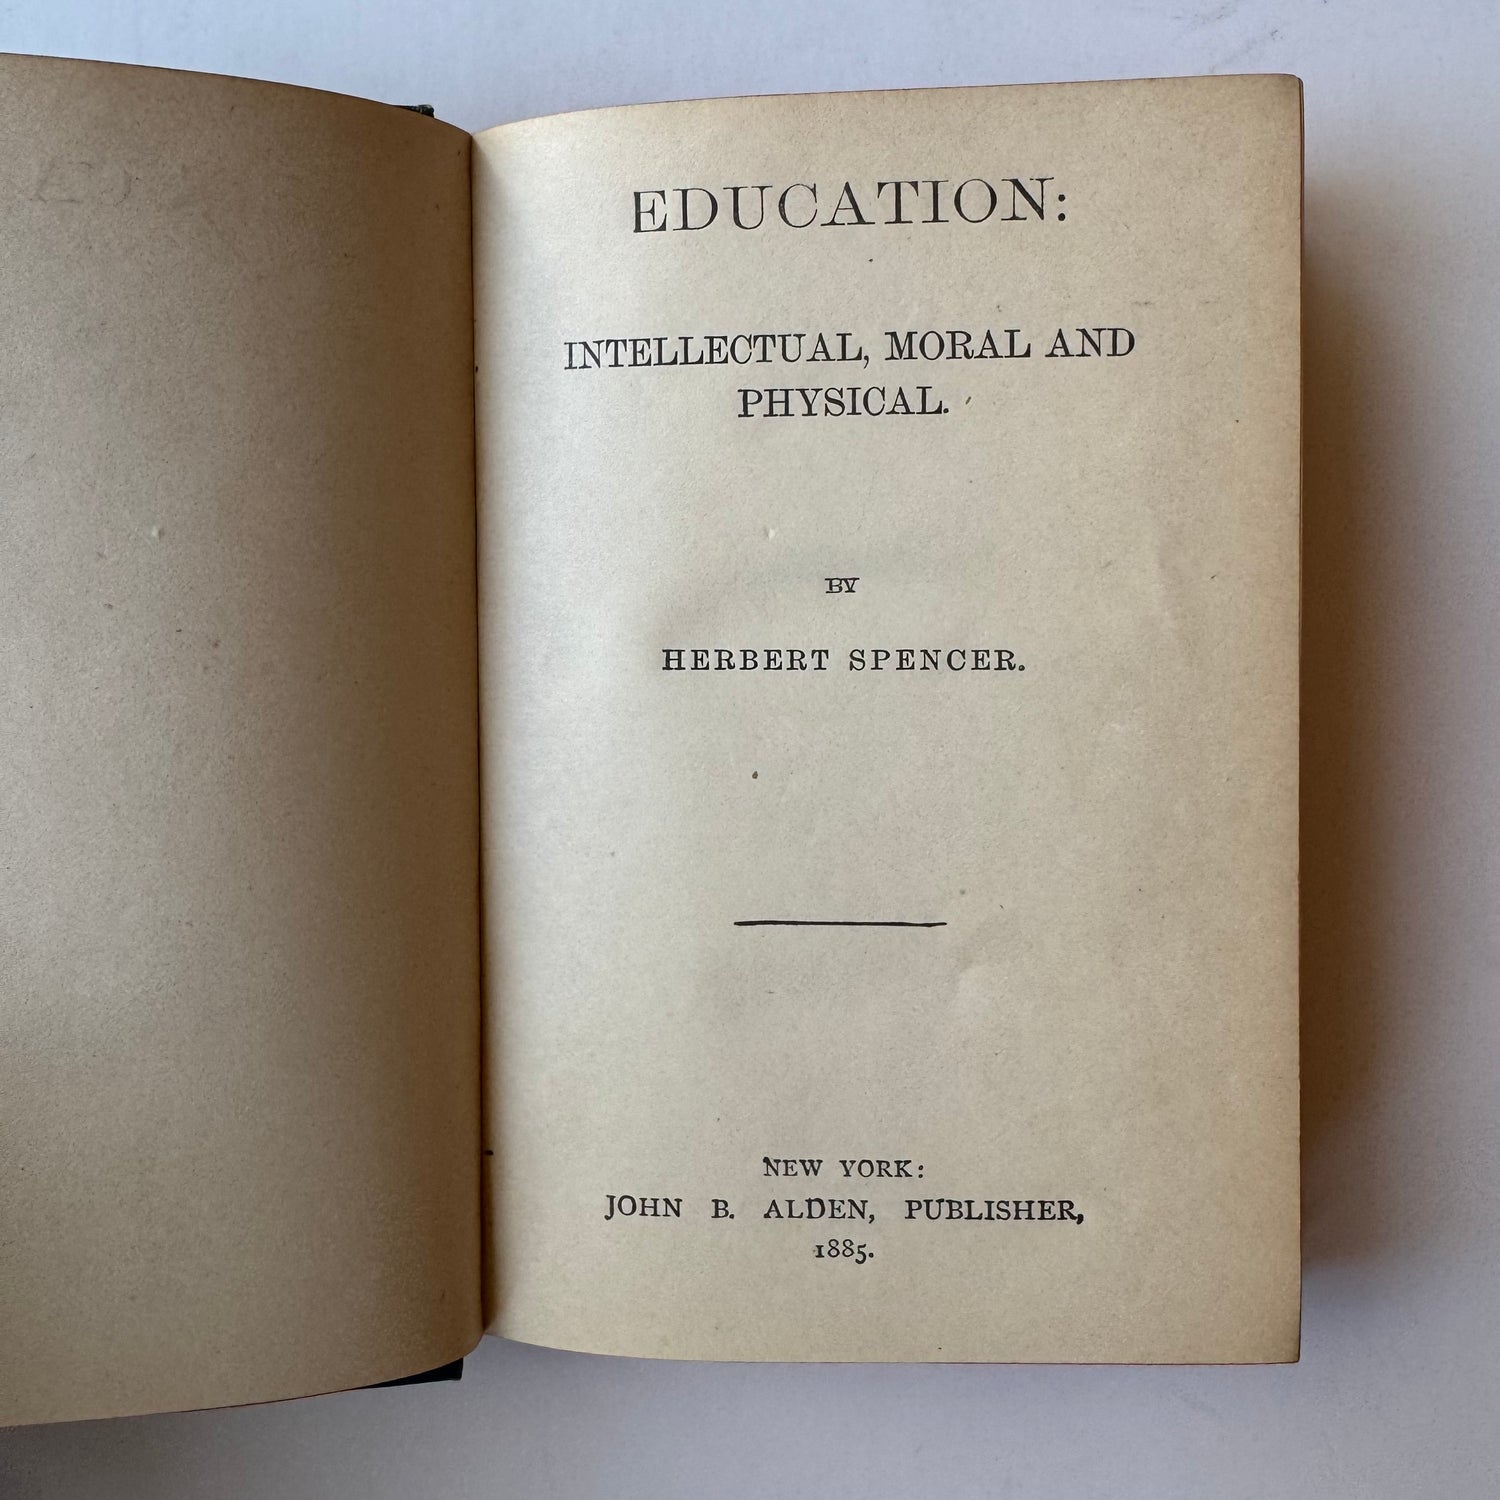 EDUCATION:
INTELLECTUAL, MORAL AND
PHYSICAL.
BY
HERBERT SPENCER.
NEW YORK:
JOHN B. ALDEN, PUBLISHER,
1885.